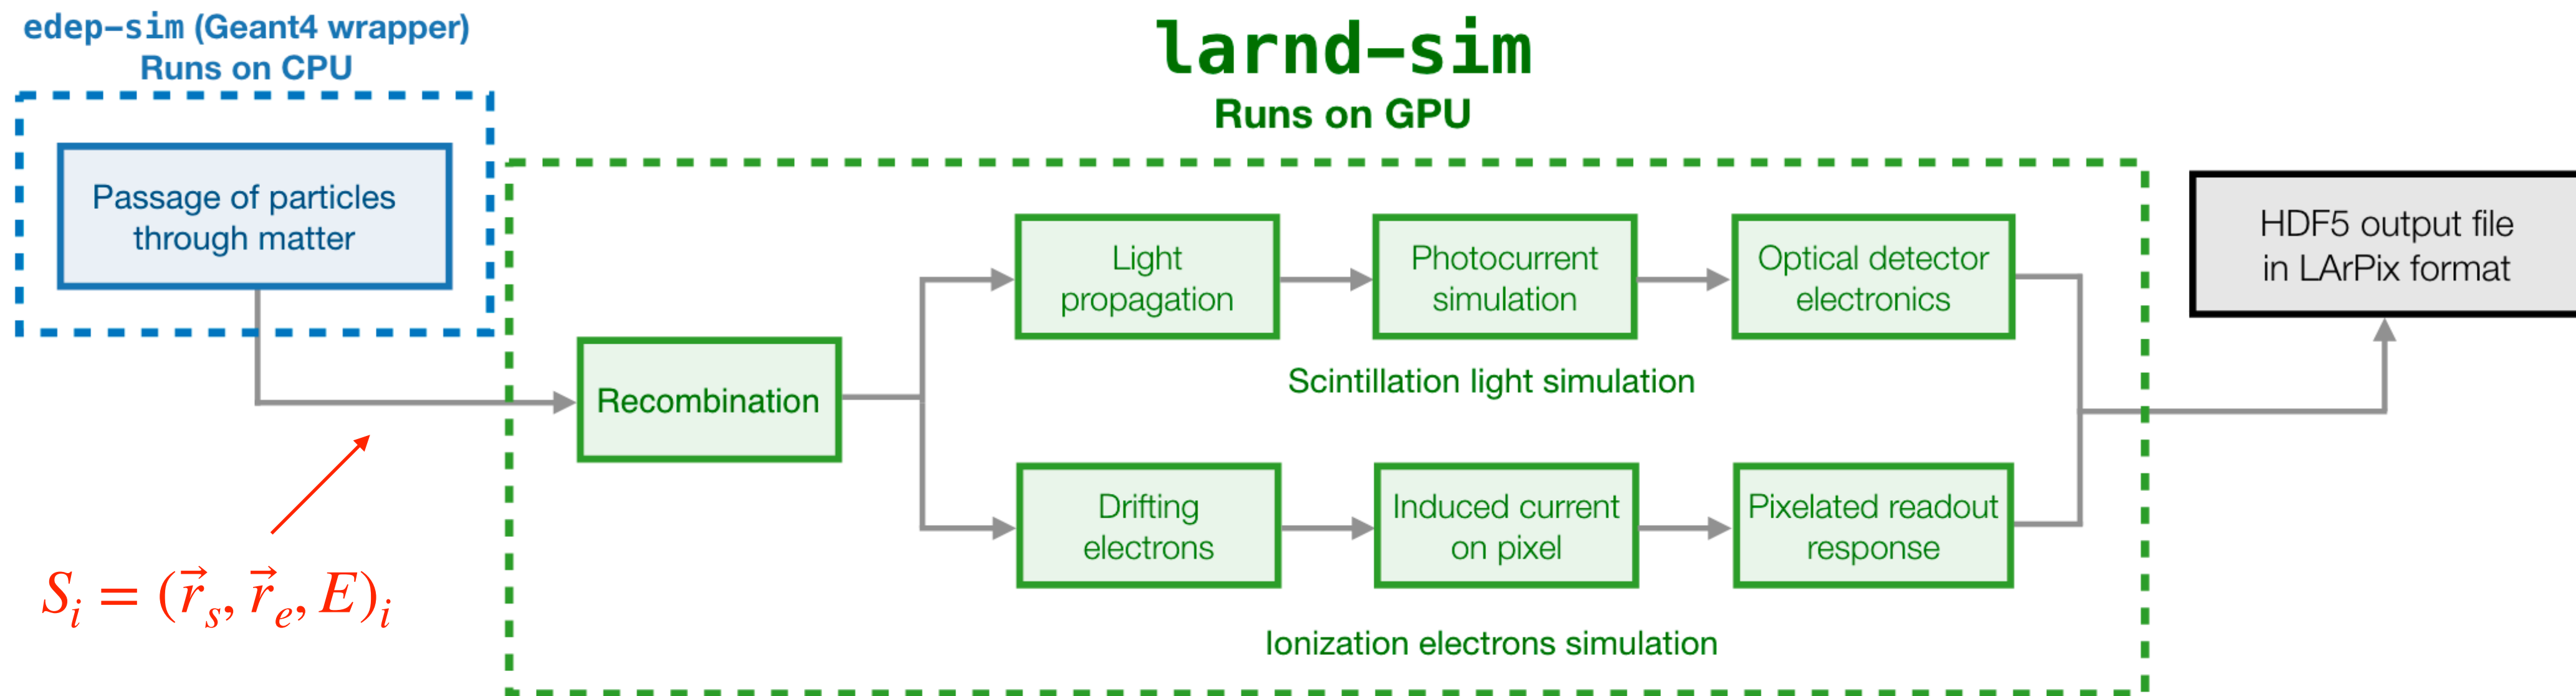 edep-sim (Geant4 wrapper)
Runs on CPU
larnd-sim
Runs on GPU
Passage of particles
through matter
Recombination
Light
propagation
Photocurrent
simulation
Optical detector
electronics
Scintillation light simulation
Drifting
electrons
Induced current
on pixel
Pixelated readout
response
Ionization electrons simulation
HDF5 output file
in LArPix format
$S_i = (\vec{r}_s, \vec{r}_e, E)_i$